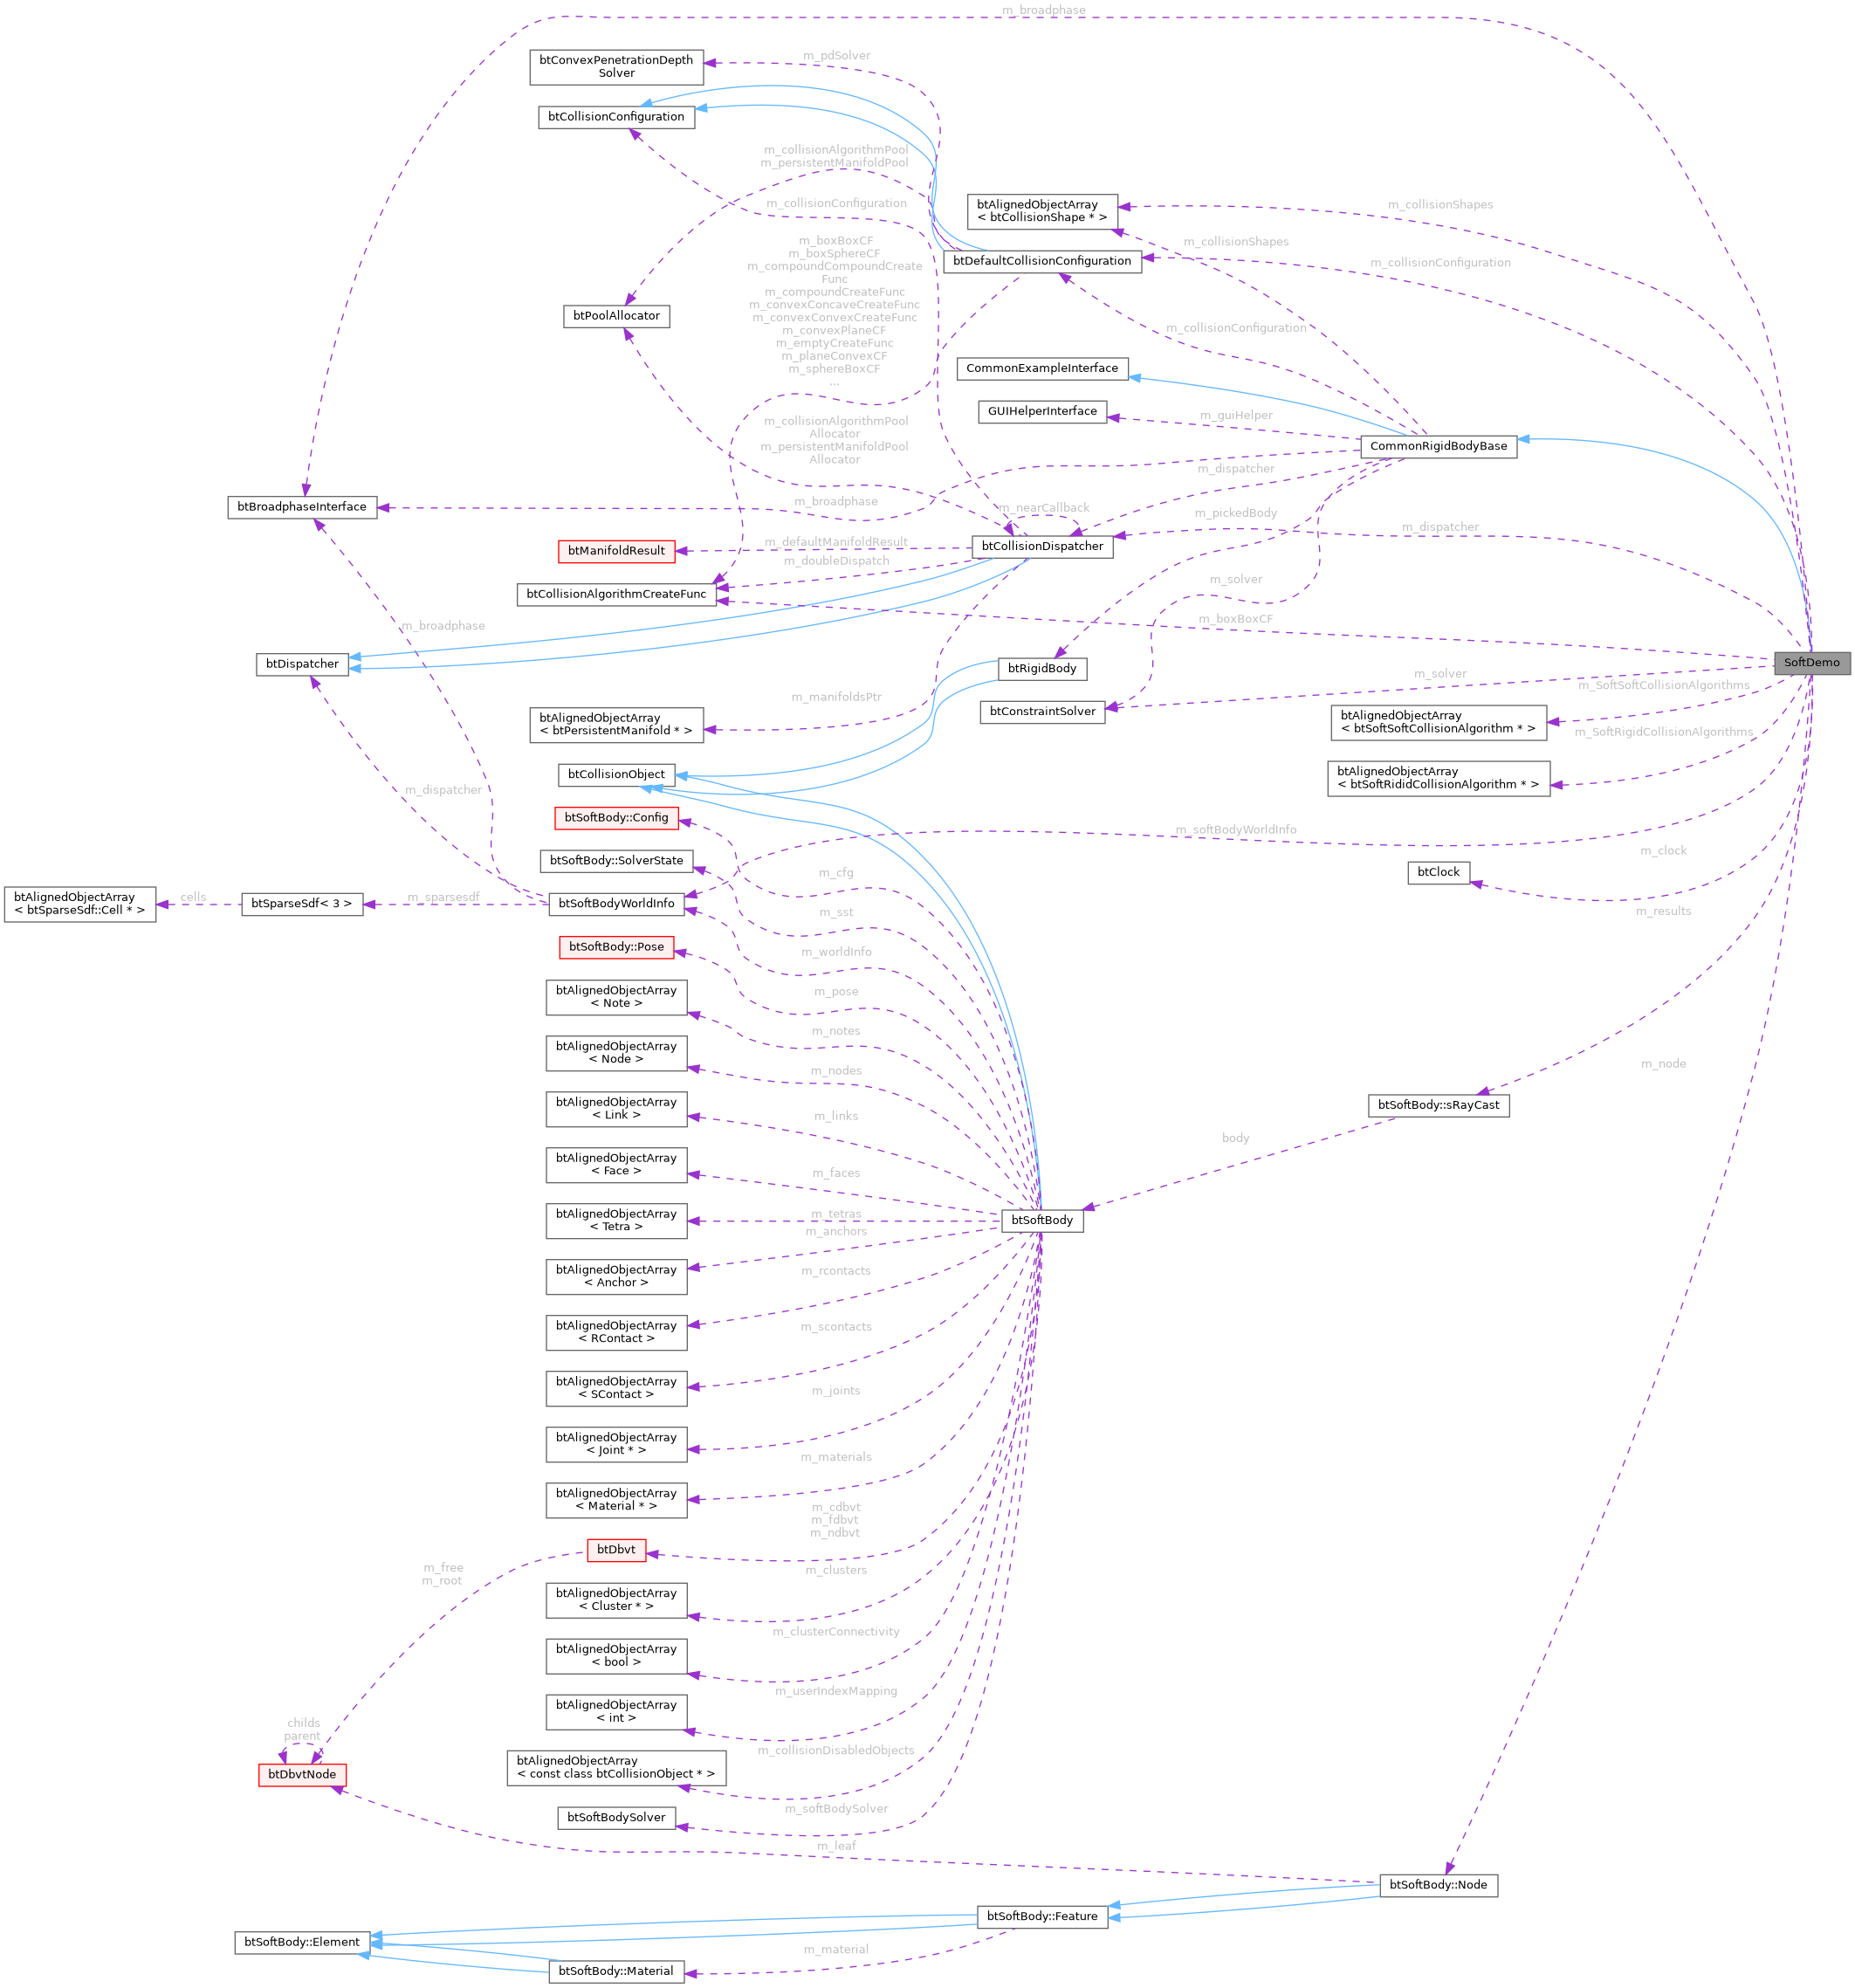 m_broadphase
btConvexPenetrationDepth
Solver
m_pdSolver
btCollisionConfiguration
m_collisionAlgorithmPool
m_persistentManifoldPool
m_collisionConfiguration
btAlignedObjectArray
< btCollisionShape * >
m_collisionShapes
m_collisionShapes
btDefaultCollisionConfiguration
m_collisionConfiguration
m_boxBoxCF
m_boxSphereCF
m_compoundCompoundCreate
Func
m_compoundCreateFunc
m_convexConcaveCreateFunc
m_convexConvexCreateFunc
m_convexPlaneCF
m_emptyCreateFunc
m_planeConvexCF
m_sphereBoxCF
...
btPoolAllocator
m_collisionConfiguration
CommonExampleInterface
GUIHelperInterface
m_guiHelper
m_collisionAlgorithmPool
Allocator
m_persistentManifoldPool
Allocator
CommonRigidBodyBase
m_dispatcher
btBroadphaseInterface
m_broadphase
m_nearCallback
m_pickedBody
m_dispatcher
btManifoldResult
m_defaultManifoldResult
btCollisionDispatcher
m_doubleDispatch
btCollisionAlgorithmCreateFunc
m_solver
m_broadphase
m_boxBoxCF
btDispatcher
btRigidBody
SoftDemo
m_solver
m_SoftSoftCollisionAlgorithms
m_manifoldsPtr
btConstraintSolver
btAlignedObjectArray
< btPersistentManifold * >
btAlignedObjectArray
< btSoftSoftCollisionAlgorithm * >
m_SoftRigidCollisionAlgorithms
btCollisionObject
btAlignedObjectArray
< btSoftRididCollisionAlgorithm * >
m_dispatcher
btSoftBody::Config
m_softBodyWorldInfo
btSoftBody::SolverState
m_cfg
m_clock
btClock
btAlignedObjectArray
< btSparseSdf::Cell * >
cells
btSparseSdf< 3 >
m_sparsesdf
btSoftBodyWorldInfo
m_sst
m_results
btSoftBody::Pose
m_worldInfo
btAlignedObjectArray
< Note >
m_pose
m_notes
btAlignedObjectArray
< Node >
m_nodes
m_node
btAlignedObjectArray
< Link >
m_links
btSoftBody::sRayCast
body
btAlignedObjectArray
< Face >
m_faces
btAlignedObjectArray
< Tetra >
m_tetras
btSoftBody
m_anchors
btAlignedObjectArray
< Anchor >
m_rcontacts
btAlignedObjectArray
< RContact >
m_scontacts
btAlignedObjectArray
< SContact >
m_joints
btAlignedObjectArray
< Joint * >
m_materials
btAlignedObjectArray
< Material * >
m_cdbvt
m_fdbvt
m_ndbvt
btDbvt
m_free
m_root
m_clusters
btAlignedObjectArray
< Cluster * >
m_clusterConnectivity
btAlignedObjectArray
< bool >
m_userIndexMapping
btAlignedObjectArray
< int >
childs
parent
btDbvtNode
m_collisionDisabledObjects
btAlignedObjectArray
< const class btCollisionObject * >
m_softBodySolver
btSoftBodySolver
m_leaf
btSoftBody::Node
btSoftBody::Feature
btSoftBody::Element
m_material
btSoftBody::Material